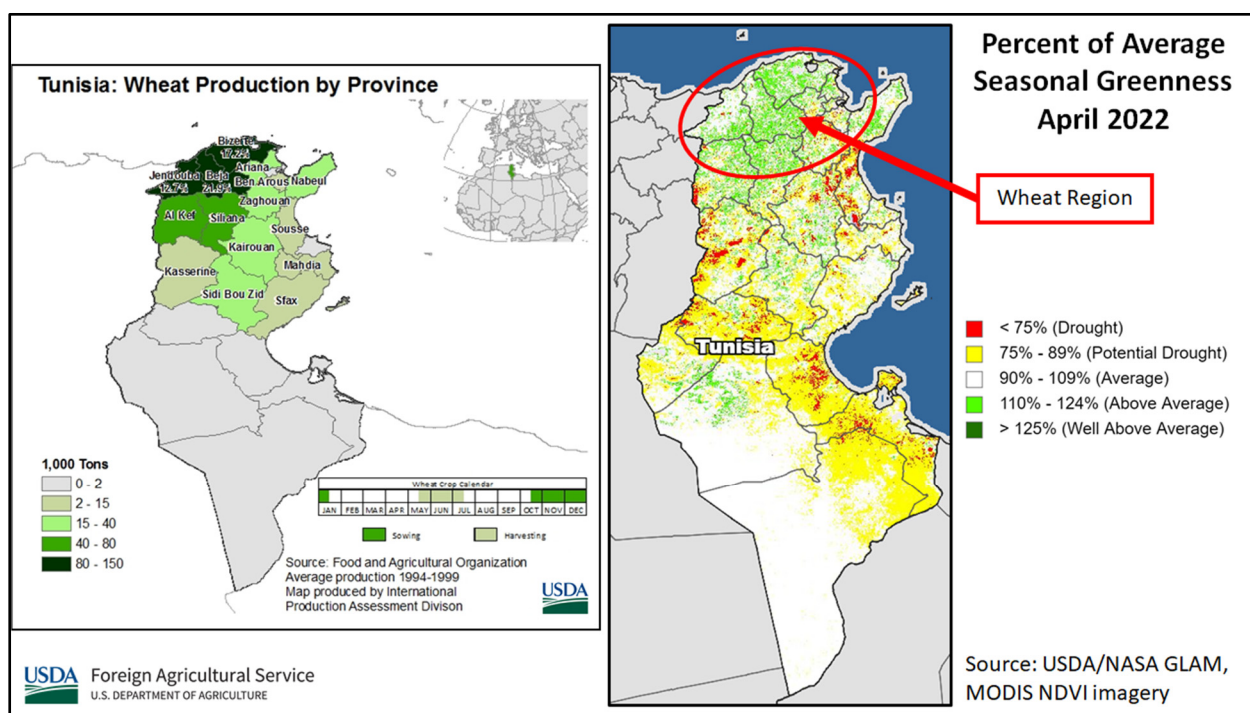 Tunisia: Wheat Production by Province
Bizerte
17.2%
Ariana
Jendouba
12.7%
Beja
21.9%
Ben Arous
Nabeul
Zaghouan
Al Kef
Siliana
Sousse
Kairouan
Kasserine
Mahdia
Sidi Bou Zid
Sfax
1,000 Tons
0 - 2
2 - 15
15 - 40
40 - 80
80 - 150
Wheat Crop Calendar
JAN FEB MAR APR MAY JUN JUL AUG SEP OCT NOV DEC
Sowing
Harvesting
Source: Food and Agricultural Organization
Average production 1994-1999
Map produced by International
Production Assessment Divison
USDA
USDA
Foreign Agricultural Service
U.S. DEPARTMENT OF AGRICULTURE
Tunisia
Percent of Average
Seasonal Greenness
April 2022
Wheat Region
< 75% (Drought)
75% - 89% (Potential Drought)
90% - 109% (Average)
110% - 124% (Above Average)
> 125% (Well Above Average)
Source: USDA/NASA GLAM,
MODIS NDVI imagery